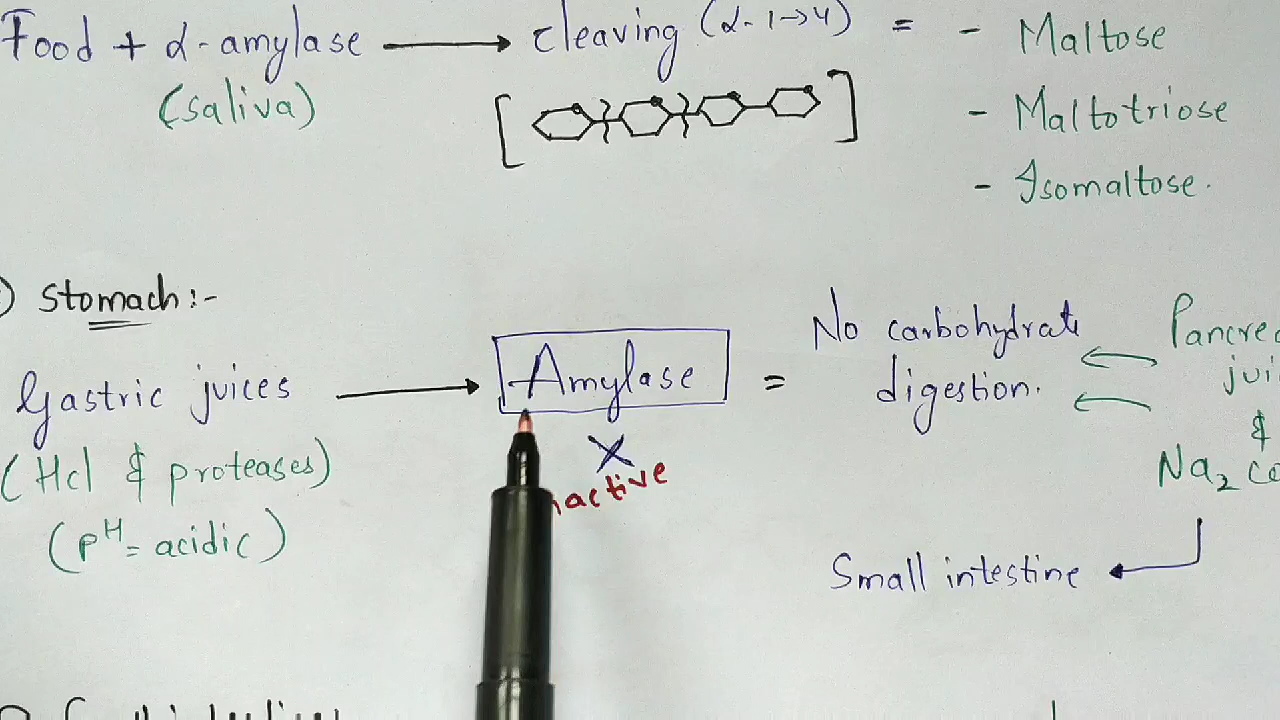 Food + α-amylase → cleaving (α-1→4) = - Maltose
(saliva)
- Maltotriose
- Isomaltose.
) Stomach:-
Gastric juices → Amylase = No carbohydrate
digestion.
(Hcl & proteases)
(pH = acidic)
X
&
Na2
Small intestine